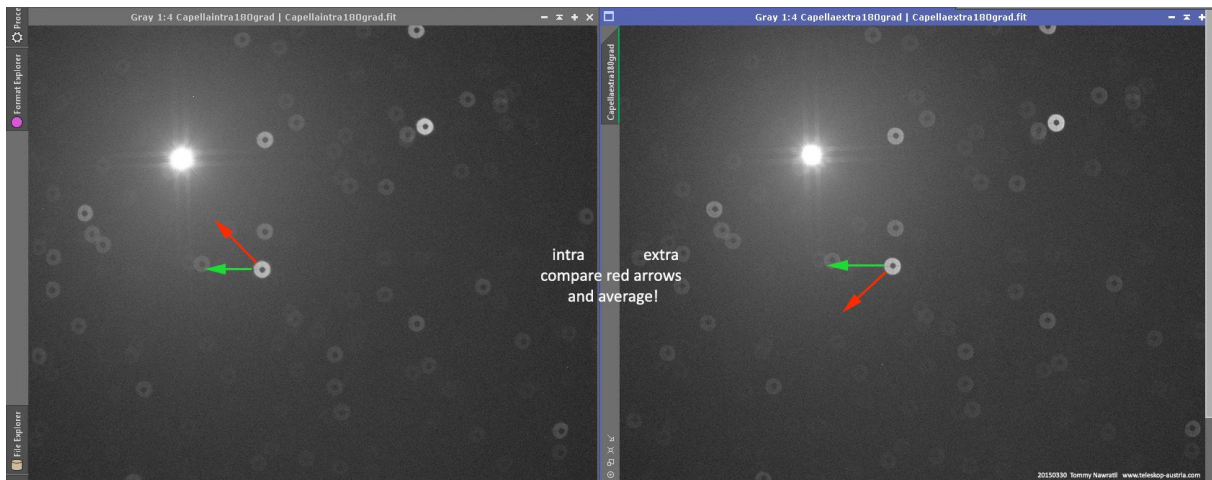 Gray 1:4 Capellaintra180grad | Capellaintra180grad.fit
Gray 1:4 Capellaextra180grad | Capellaextra180grad.fit
Proce
Format Explorer
File Explorer
Capellaextra180grad
intra extra
compare red arrows
and average!
20150330 Tommy Nawratil www.teleskop-austria.com